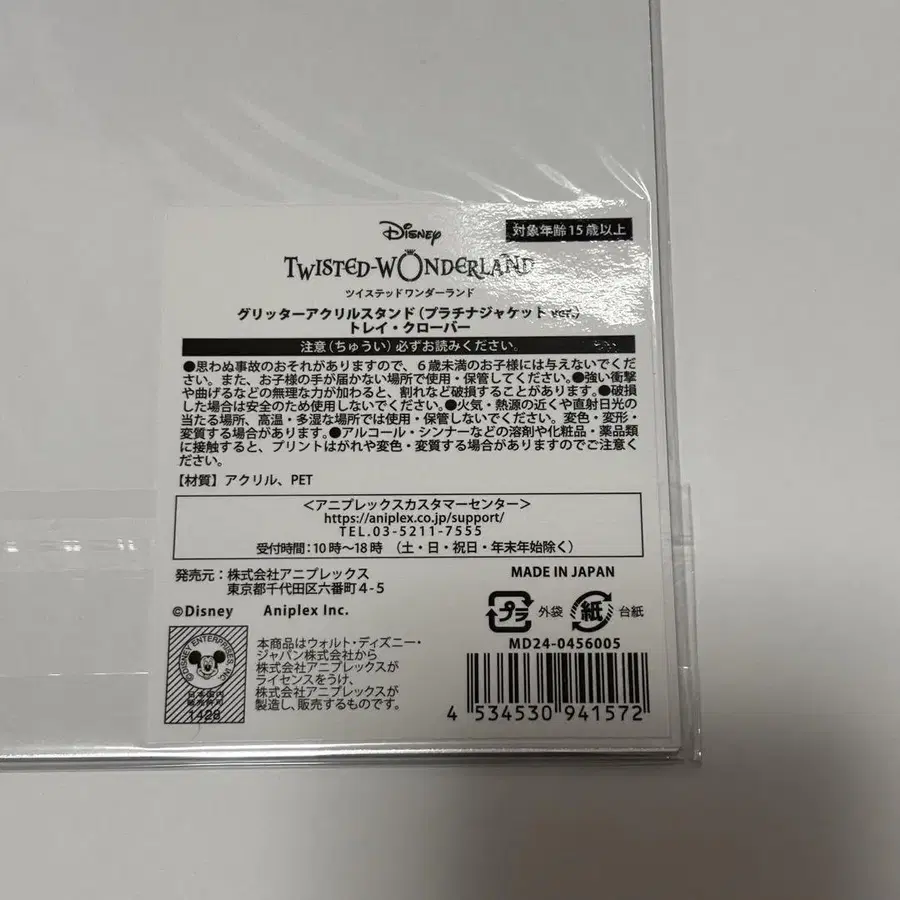 Disney
対象年齢15歳以上
TWISTED-WONDERLAND
ツイステッドワンダーランド
グリッターアクリルスタンド(プラチナジャケット ver.)
トレイ・クローバー
注意(ちゅうい)必ずお読みください。
●思わぬ事故のおそれがありますので、6歳未満のお子様には与えないでくだ
さい。また、お子様の手が届かない場所で使用・保管してください。●強い衝撃
や曲げるなどの無理な力が加わると、割れなど破損することがあります。●破損
した場合は安全のため使用しないでください。●火気・熱源の近くや直射日光の
当たる場所、高温・多湿な場所では使用・保管しないでください。変色・変形・
変質する場合があります。●アルコール・シンナーなどの溶剤や化粧品・薬品類
に接触すると、プリントはがれや変色・変質する場合がありますのでご注意く
ださい。
【材質】アクリル、PET
<アニプレックスカスタマーセンター>
https://aniplex.co.jp/support/
TEL.03-5211-7555
受付時間:10時〜18時 (土・日・祝日・年末年始除く)
発売元:株式会社アニプレックス
東京都千代田区六番町4-5
MADE IN JAPAN
©Disney Aniplex Inc.
プラ 外袋 紙 台紙
MD24-0456005
©DISNEY ENTERPRISES, INC.
日本国内
販売許可
1428
本商品はウォルト・ディズニー・
ジャパン株式会社から
株式会社アニプレックスが
ライセンスをうけ、
株式会社アニプレックスが
製造し、販売するものです。
4 534530 941572